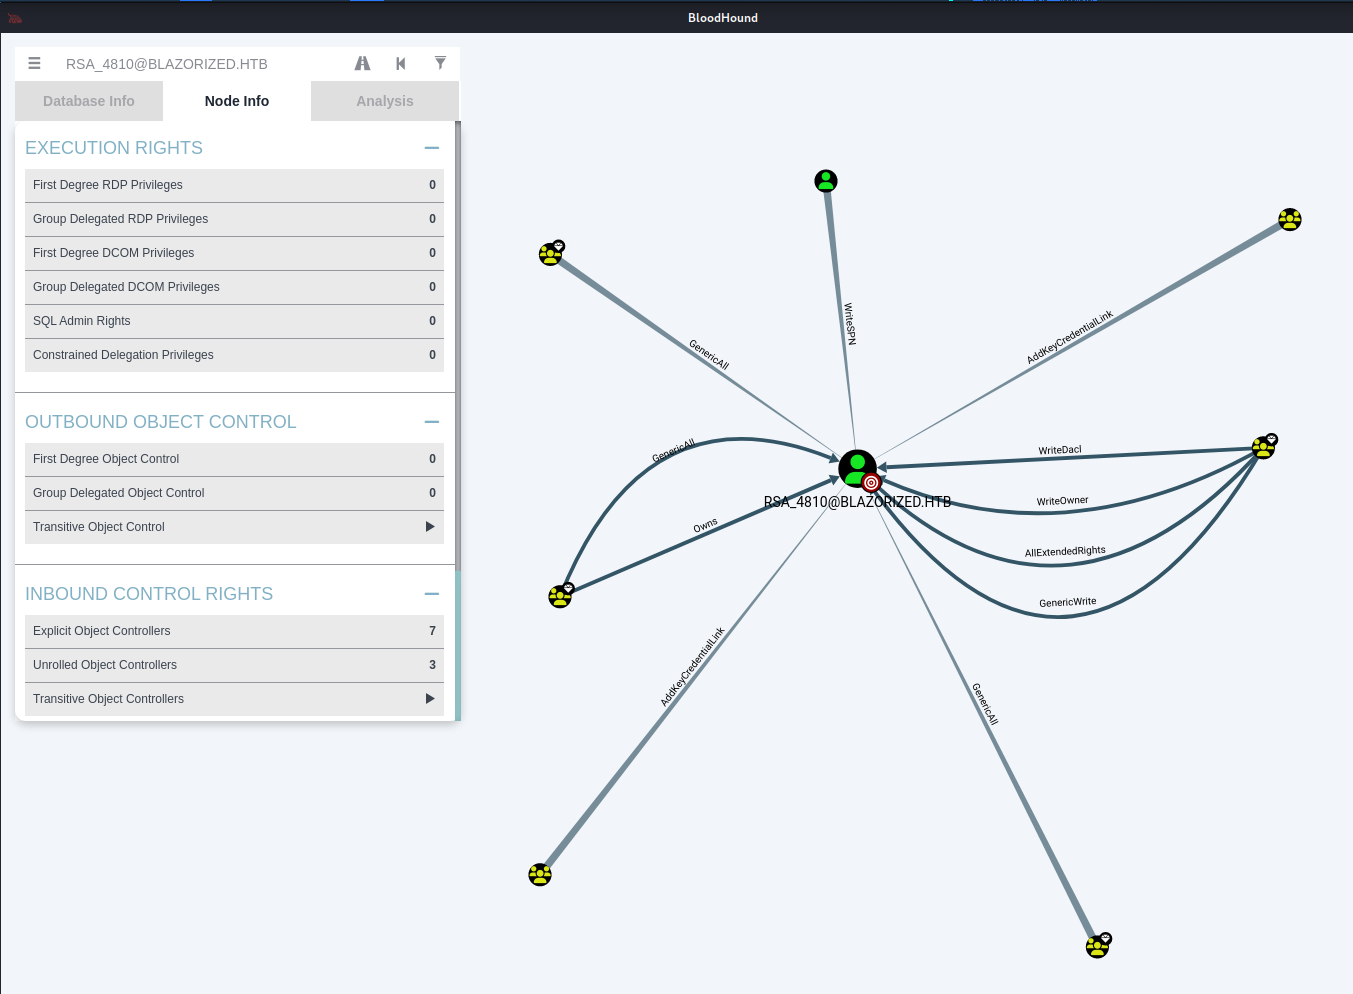 BloodHound
RSA_4810@BLAZORIZED.HTB
Database Info Node Info Analysis
EXECUTION RIGHTS
First Degree RDP Privileges 0
Group Delegated RDP Privileges 0
First Degree DCOM Privileges 0
Group Delegated DCOM Privileges 0
SQL Admin Rights 0
Constrained Delegation Privileges 0
OUTBOUND OBJECT CONTROL
First Degree Object Control 0
Group Delegated Object Control 0
Transitive Object Control
INBOUND CONTROL RIGHTS
Explicit Object Controllers 7
Unrolled Object Controllers 3
Transitive Object Controllers
WriteSPN
AddKeyCredentialLink
GenericAll
GenericAll
WriteDacl
RSA_4810@BLAZORIZED.HTB
WriteOwner
Owns
AllExtendedRights
GenericWrite
AddKeyCredentialLink
GenericAll